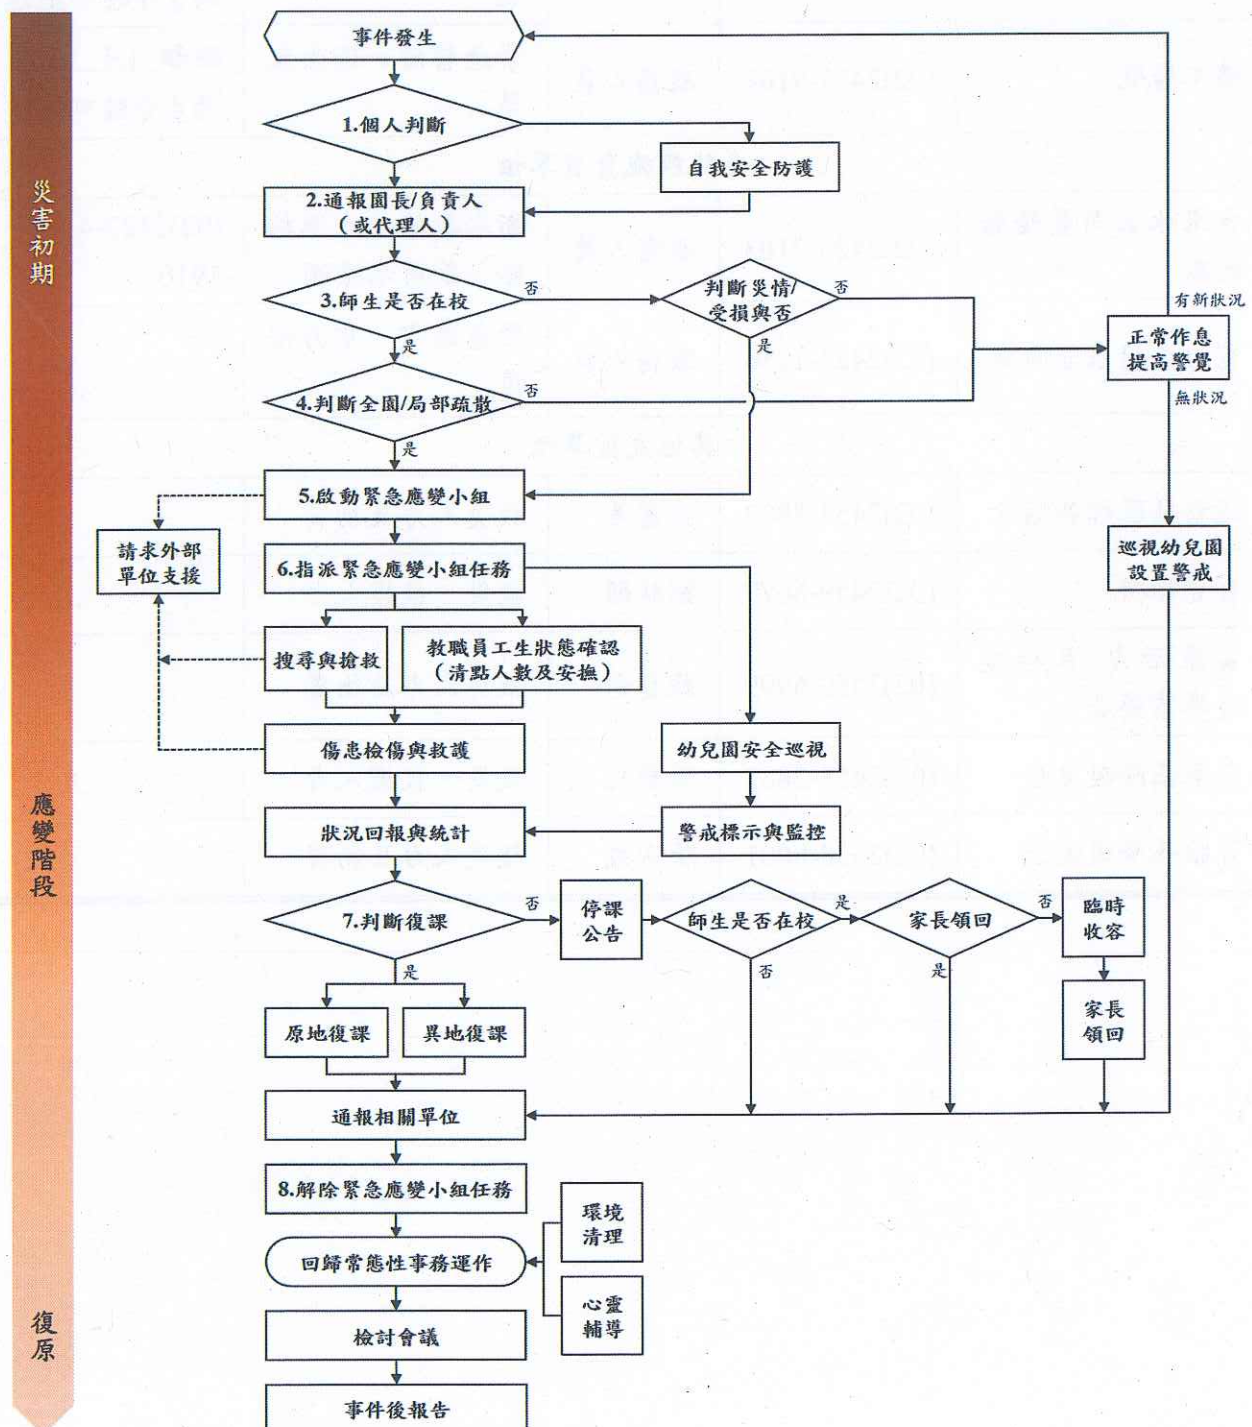 災害初期
應變階段
復原
事件發生
1.個人判斷
自我安全防護
2.通報園長/負責人
（或代理人）
3.師生是否在校
否
是
判斷災情/
受損與否
否
是
有新狀況
正常作息
提高警覺
無狀況
4.判斷全園/局部疏散
否
是
5.啟動緊急應變小組
請求外部
單位支援
6.指派緊急應變小組任務
巡視幼兒園
設置警戒
搜尋與搶救
教職員工生狀態確認
（清點人數及安撫）
傷患檢傷與救護
幼兒園安全巡視
狀況回報與統計
警戒標示與監控
7.判斷復課
否
是
停課
公告
師生是否在校
是
否
家長領回
否
是
臨時
收容
家長
領回
原地復課
異地復課
通報相關單位
8.解除緊急應變小組任務
環境
清理
回歸常態性事務運作
心靈
輔導
檢討會議
事件後報告